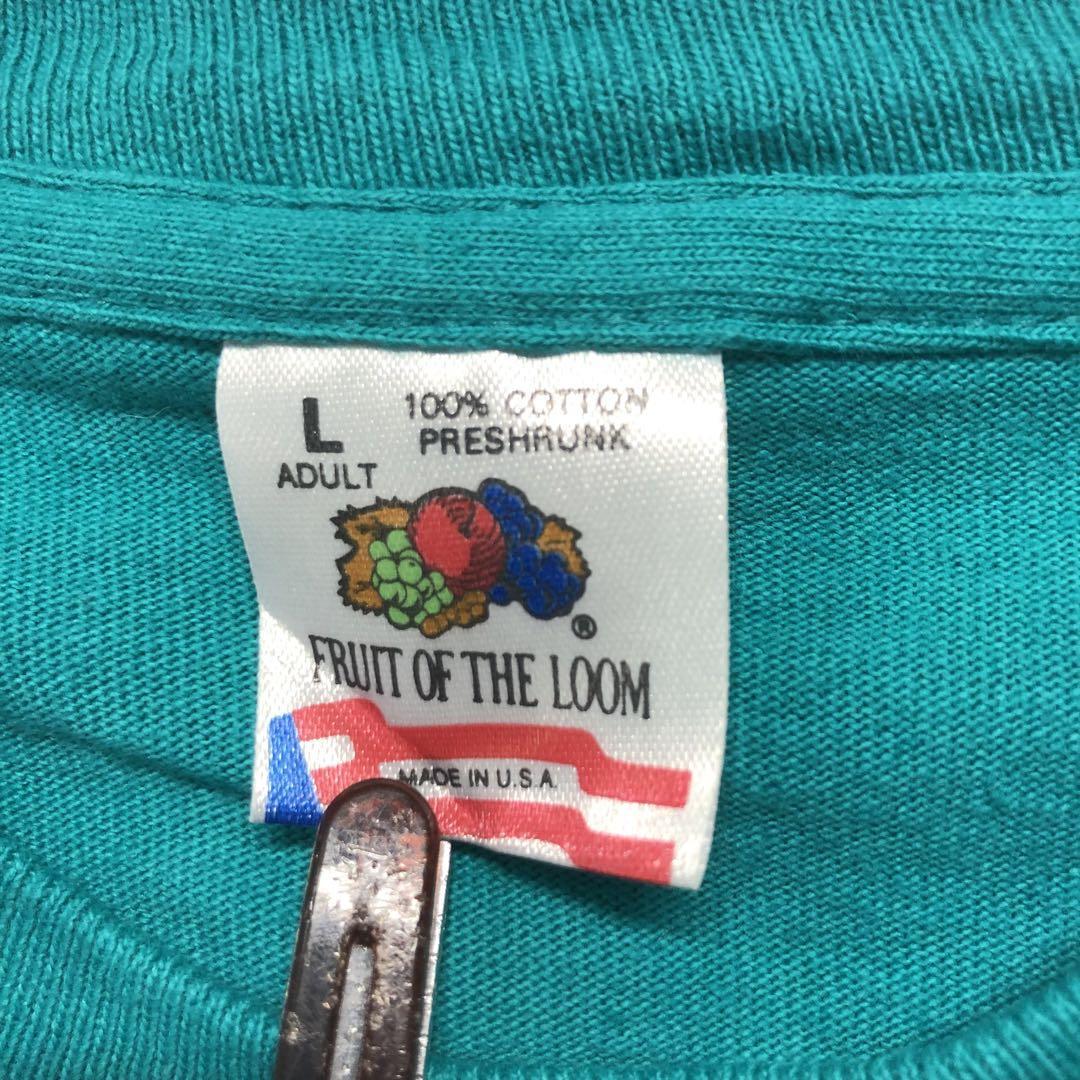 L
ADULT
100% COTTON
PRESHRUNK
®
FRUIT OF THE LOOM
MADE IN U.S.A.